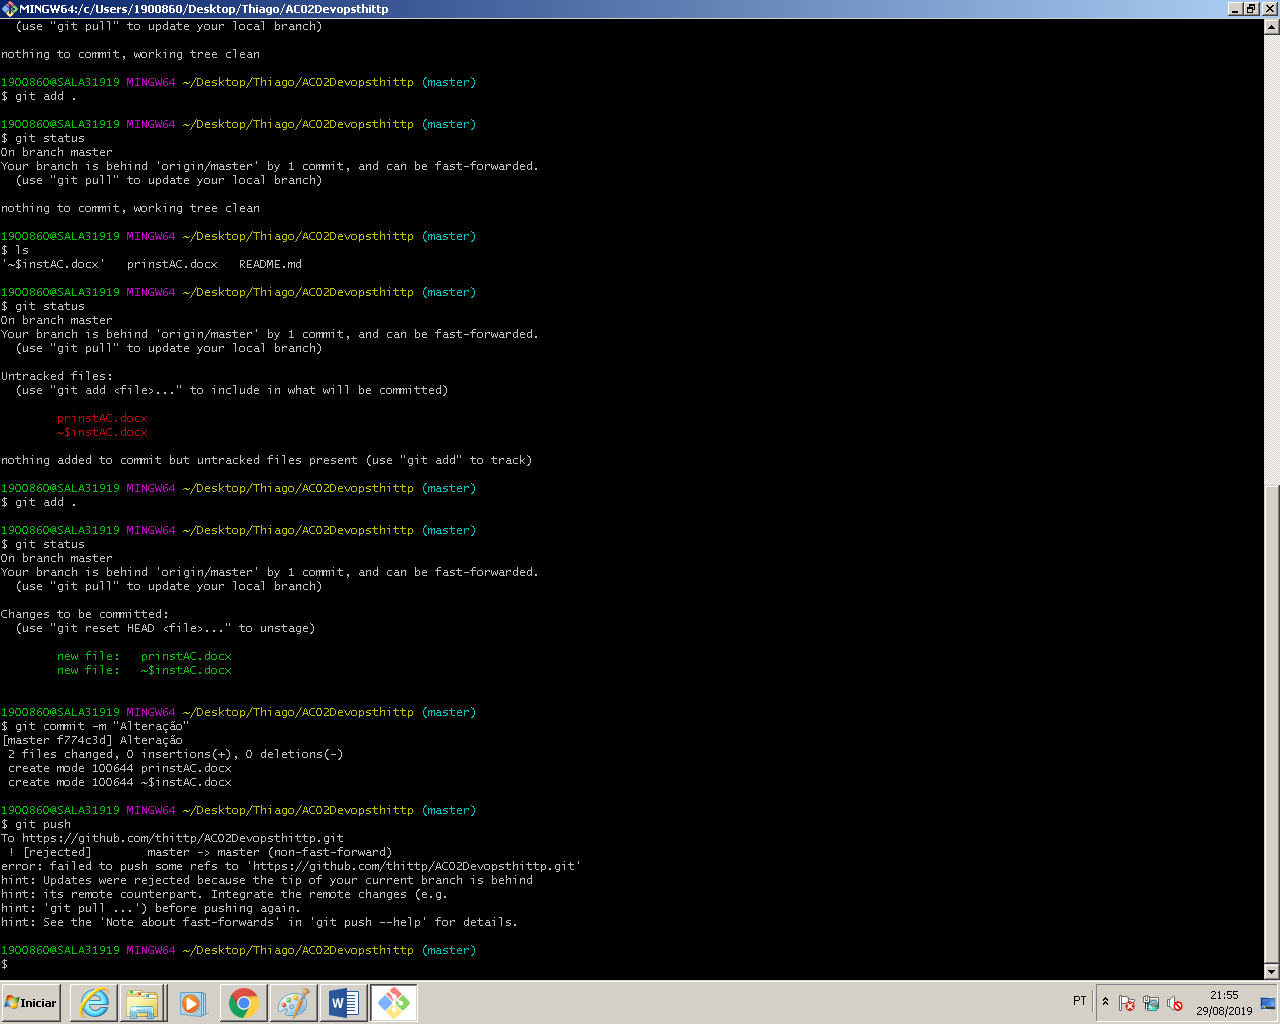 MINGW64:/c/Users/1900860/Desktop/Thiago/AC02Devopsthittp
  (use "git pull" to update your local branch)
nothing to commit, working tree clean
1900860@SALA31919 MINGW64 ~/Desktop/Thiago/AC02Devopsthittp (master)
$ git add .
1900860@SALA31919 MINGW64 ~/Desktop/Thiago/AC02Devopsthittp (master)
$ git status
On branch master
Your branch is behind 'origin/master' by 1 commit, and can be fast-forwarded.
  (use "git pull" to update your local branch)
nothing to commit, working tree clean
1900860@SALA31919 MINGW64 ~/Desktop/Thiago/AC02Devopsthittp (master)
$ ls
'~$instAC.docx'   prinstAC.docx   README.md
1900860@SALA31919 MINGW64 ~/Desktop/Thiago/AC02Devopsthittp (master)
$ git status
On branch master
Your branch is behind 'origin/master' by 1 commit, and can be fast-forwarded.
  (use "git pull" to update your local branch)
Untracked files:
  (use "git add <file>..." to include in what will be committed)
        prinstAC.docx
        ~$instAC.docx
nothing added to commit but untracked files present (use "git add" to track)
1900860@SALA31919 MINGW64 ~/Desktop/Thiago/AC02Devopsthittp (master)
$ git add .
1900860@SALA31919 MINGW64 ~/Desktop/Thiago/AC02Devopsthittp (master)
$ git status
On branch master
Your branch is behind 'origin/master' by 1 commit, and can be fast-forwarded.
  (use "git pull" to update your local branch)
Changes to be committed:
  (use "git reset HEAD <file>..." to unstage)
        new file:   prinstAC.docx
        new file:   ~$instAC.docx
1900860@SALA31919 MINGW64 ~/Desktop/Thiago/AC02Devopsthittp (master)
$ git commit -m "Alteração"
[master f774c3d] Alteração
 2 files changed, 0 insertions(+), 0 deletions(-)
 create mode 100644 prinstAC.docx
 create mode 100644 ~$instAC.docx
1900860@SALA31919 MINGW64 ~/Desktop/Thiago/AC02Devopsthittp (master)
$ git push
To https://github.com/thittp/AC02Devopsthittp.git
 ! [rejected]        master -> master (non-fast-forward)
error: failed to push some refs to 'https://github.com/thittp/AC02Devopsthittp.git'
hint: Updates were rejected because the tip of your current branch is behind
hint: its remote counterpart. Integrate the remote changes (e.g.
hint: 'git pull ...') before pushing again.
hint: See the 'Note about fast-forwards' in 'git push --help' for details.
1900860@SALA31919 MINGW64 ~/Desktop/Thiago/AC02Devopsthittp (master)
$
Iniciar
PT
21:55
29/08/2019